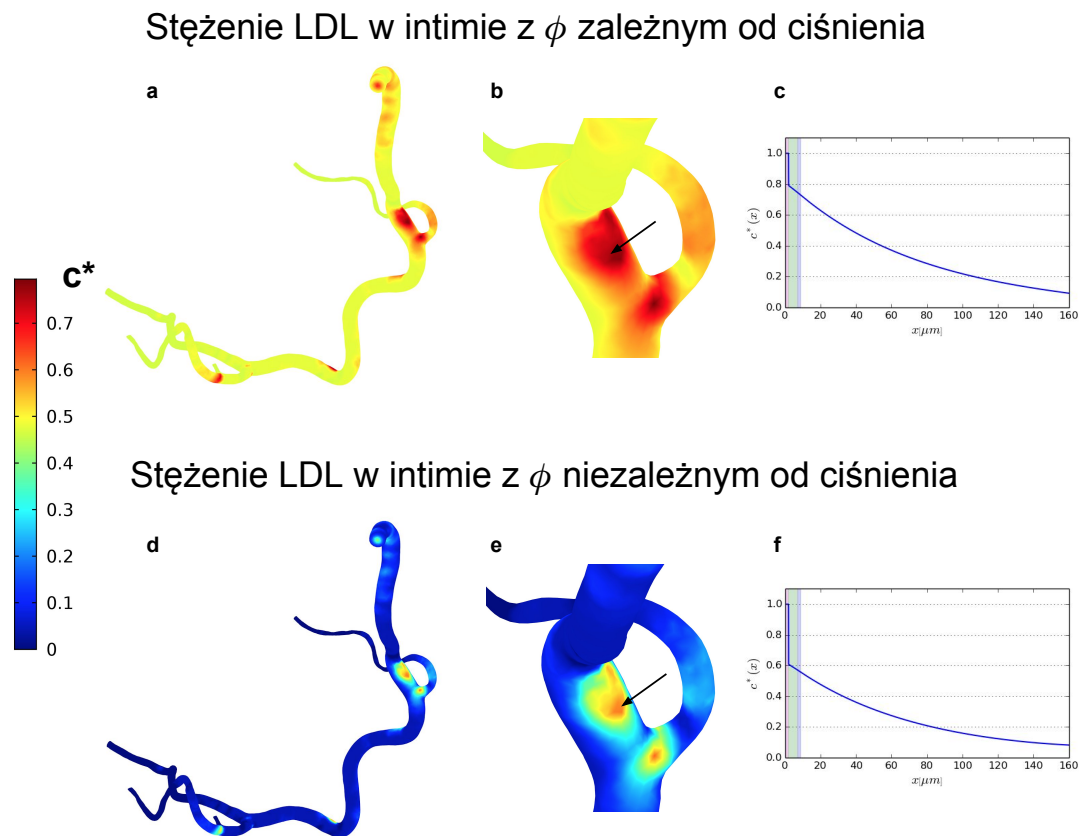 Stężenie LDL w intimie z ϕ zależnym od ciśnienia
a
b
c
1.0
0.8
0.6
0.4
0.2
0.0
c* (x)
0 20 40 60 80 100 120 140 160
x[μm]
c*
0.7
0.6
0.5
0.4
0.3
0.2
0.1
0
Stężenie LDL w intimie z ϕ niezależnym od ciśnienia
d
e
f
1.0
0.8
0.6
0.4
0.2
0.0
c* (x)
0 20 40 60 80 100 120 140 160
x[μm]